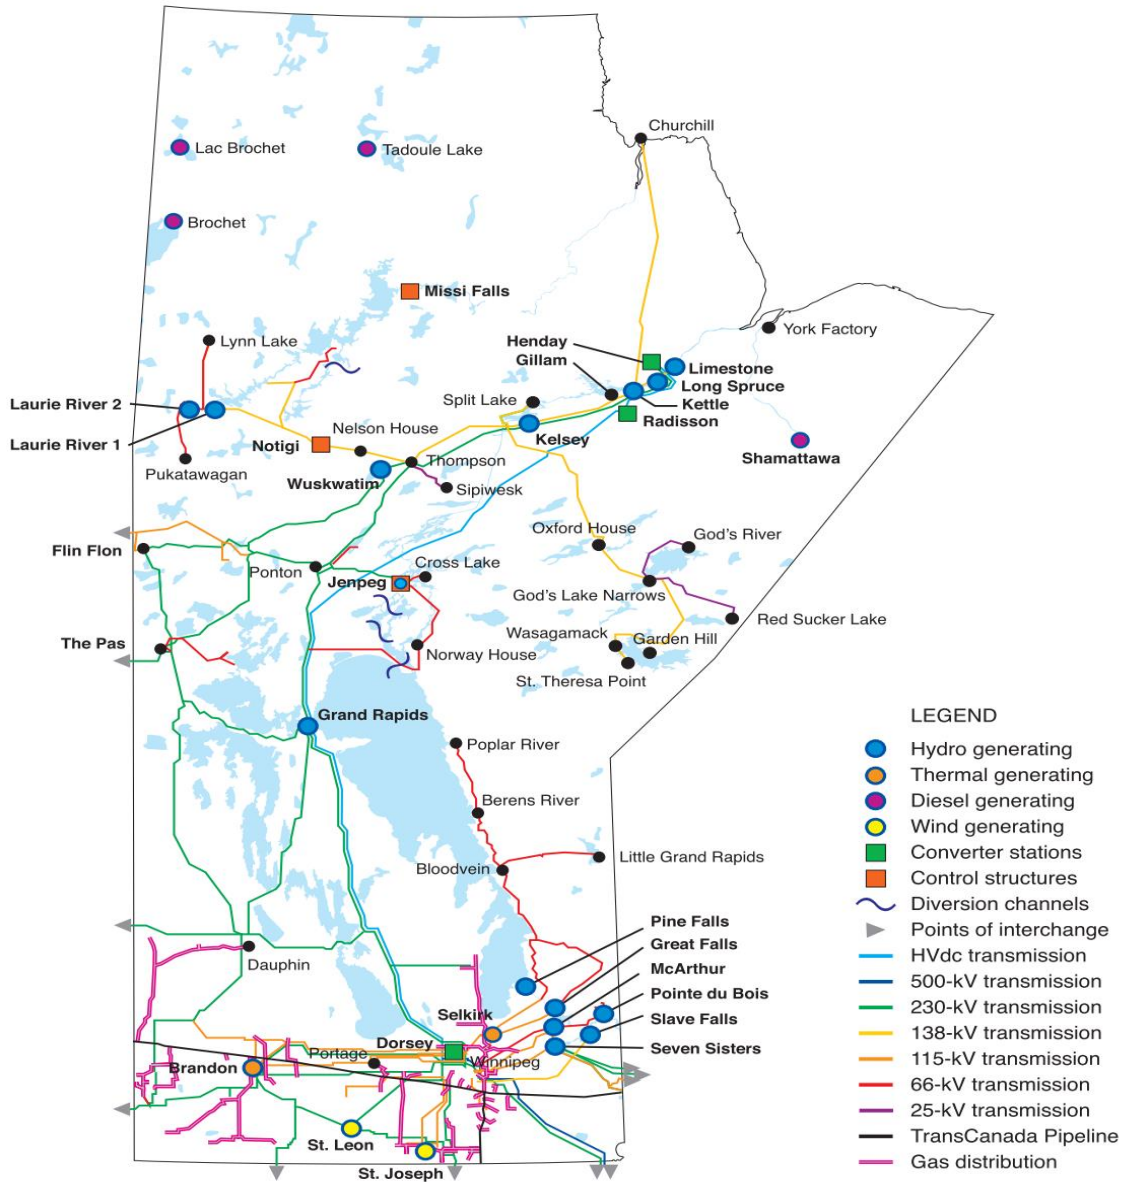 Churchill
Lac Brochet
Tadoule Lake
Brochet
Missi Falls
York Factory
Lynn Lake
Henday
Gillam
Limestone
Long Spruce
Kettle
Radisson
Split Lake
Laurie River 2
Laurie River 1
Nelson House
Notigi
Kelsey
Shamattawa
Pukatawagan
Thompson
Wuskwatim
Sipiwesk
Oxford House
God's River
Flin Flon
Ponton
Cross Lake
Jenpeg
God's Lake Narrows
Red Sucker Lake
The Pas
Wasagamack
Garden Hill
Norway House
St. Theresa Point
Grand Rapids
Poplar River
Berens River
Little Grand Rapids
Bloodvein
Dauphin
Pine Falls
Great Falls
McArthur
Pointe du Bois
Slave Falls
Seven Sisters
Selkirk
Dorsey
Portage
Winnipeg
Brandon
St. Leon
St. Joseph
LEGEND
Hydro generating
Thermal generating
Diesel generating
Wind generating
Converter stations
Control structures
Diversion channels
Points of interchange
HVdc transmission
500-kV transmission
230-kV transmission
138-kV transmission
115-kV transmission
66-kV transmission
25-kV transmission
TransCanada Pipeline
Gas distribution